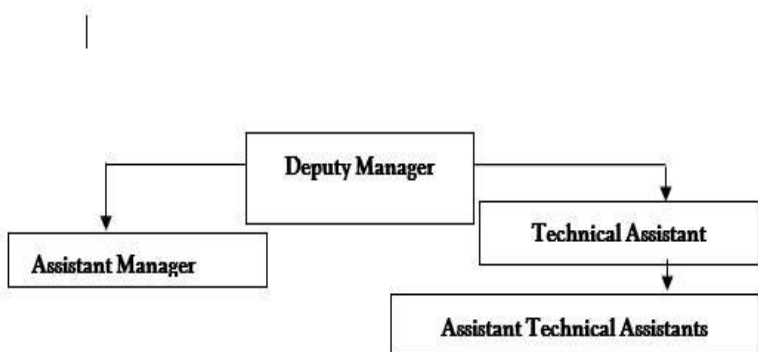 Deputy Manager
Technical Assistant
Assistant Manager
Assistant Technical Assistants